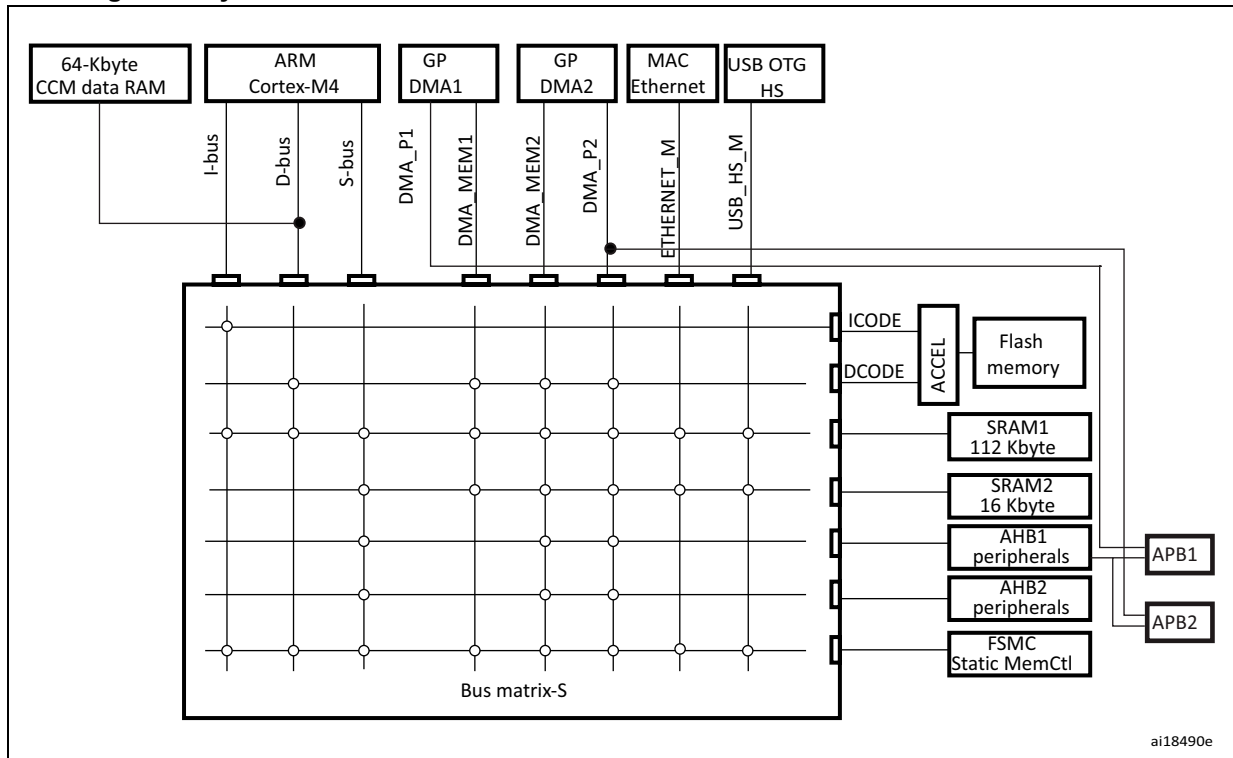 64-Kbyte
CCM data RAM
ARM
Cortex-M4
GP
DMA1
GP
DMA2
MAC
Ethernet
USB OTG
HS
I-bus
D-bus
S-bus
DMA_P1
DMA_MEM1
DMA_MEM2
DMA_P2
ETHERNET_M
USB_HS_M
ICODE
DCODE
ACCEL
Flash
memory
SRAM1
112 Kbyte
SRAM2
16 Kbyte
AHB1
peripherals
AHB2
peripherals
FSMC
Static MemCtl
APB1
APB2
Bus matrix-S
ai18490e